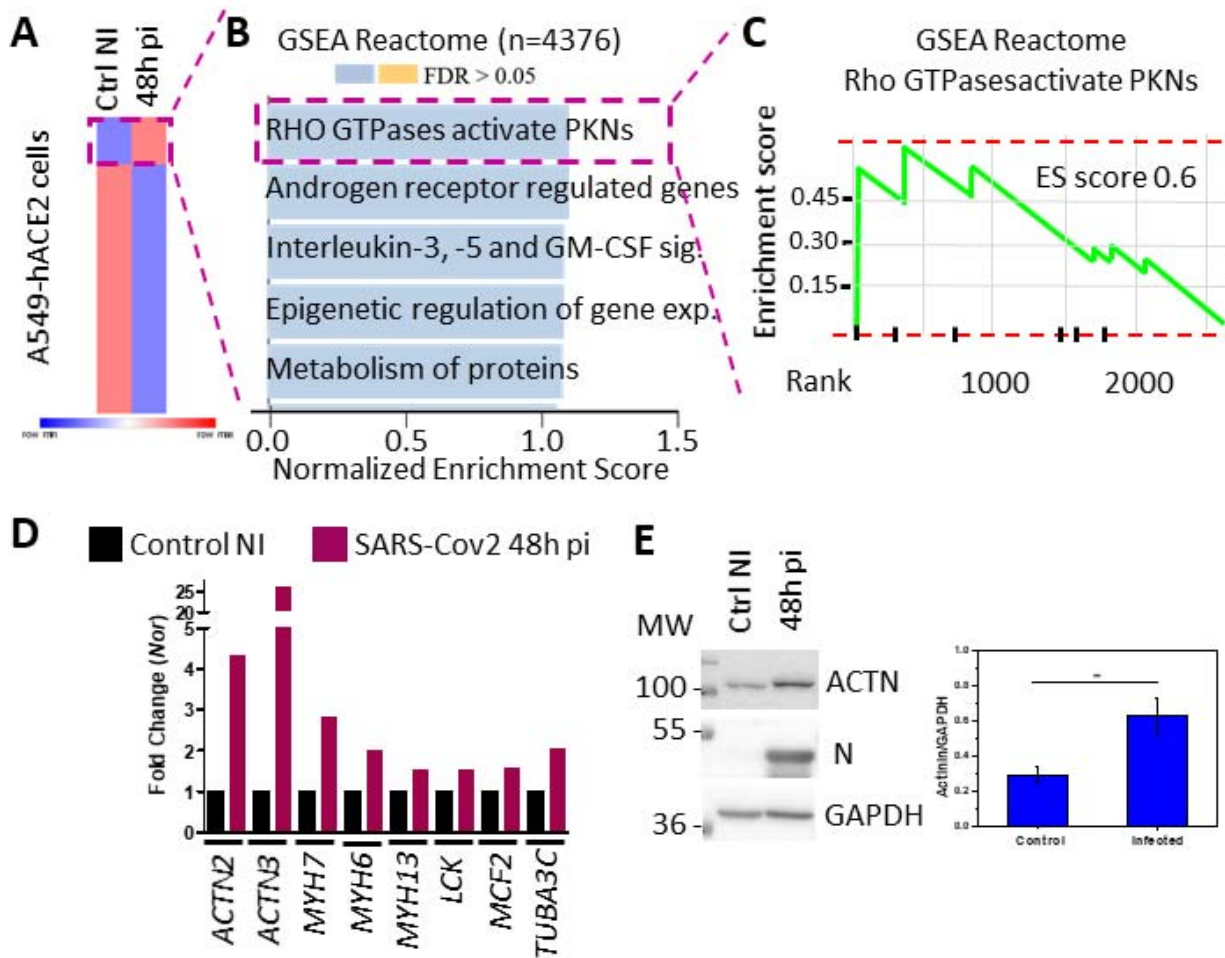 A
Ctrl NI
48h pi
A549-hACE2 cells
row min
row max
B
GSEA Reactome (n=4376)
FDR > 0.05
RHO GTPases activate PKNs
Androgen receptor regulated genes
Interleukin-3, -5 and GM-CSF sig.
Epigenetic regulation of gene exp.
Metabolism of proteins
0.0 0.5 1.0 1.5
Normalized Enrichment Score
C
GSEA Reactome
Rho GTPasesactivate PKNs
Enrichment score
ES score 0.6
0.45
0.30
0.15
Rank 1000 2000
D
Control NI
SARS-Cov2 48h pi
Fold Change (Nor)
25
20
5
4
3
2
1
0
ACTN2
ACTN3
MYH7
MYH6
MYH13
LCK
MCF2
TUBA3C
E
Ctrl NI
48h pi
MW
100
ACTN
55
N
36
GAPDH
Actinin/GAPDH
1.0
0.8
0.6
0.4
0.2
0.0
Control
Infeoted